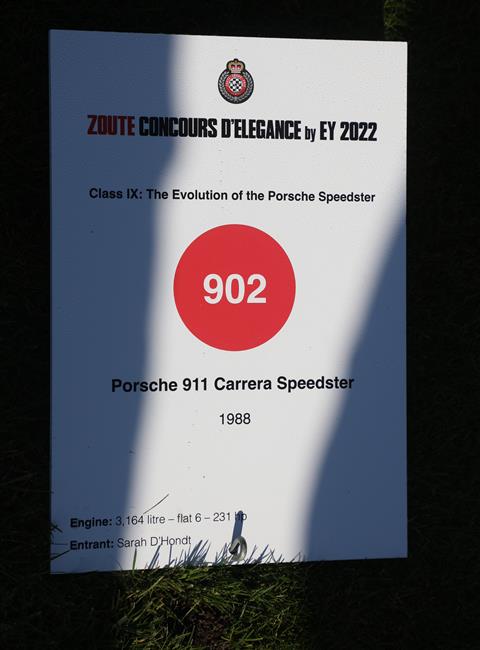 ZOUTE CONCOURS D'ELEGANCE by EY 2022
Class IX: The Evolution of the Porsche Speedster
902
Porsche 911 Carrera Speedster
1988
Engine: 3,164 litre – flat 6 – 231 hp
Entrant: Sarah D'Hondt